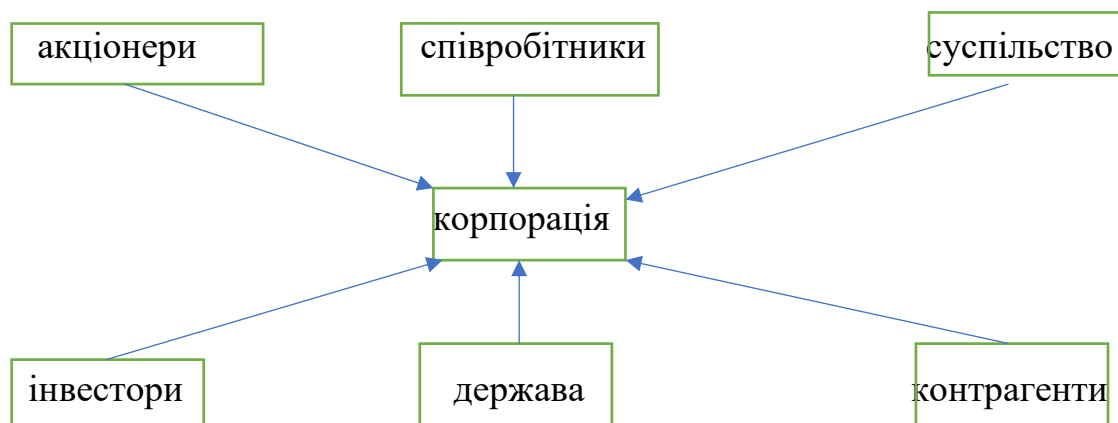 акціонери
співробітники
суспільство
корпорація
інвестори
держава
контрагенти